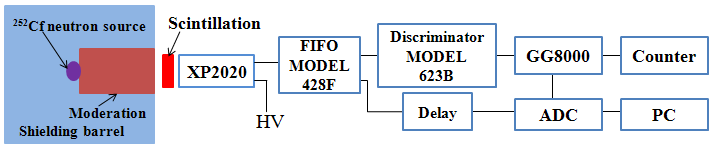 ²⁵²Cf neutron source
Scintillation
Moderation
Shielding barrel
XP2020
HV
FIFO
MODEL
428F
Discriminator
MODEL
623B
Delay
GG8000
ADC
Counter
PC